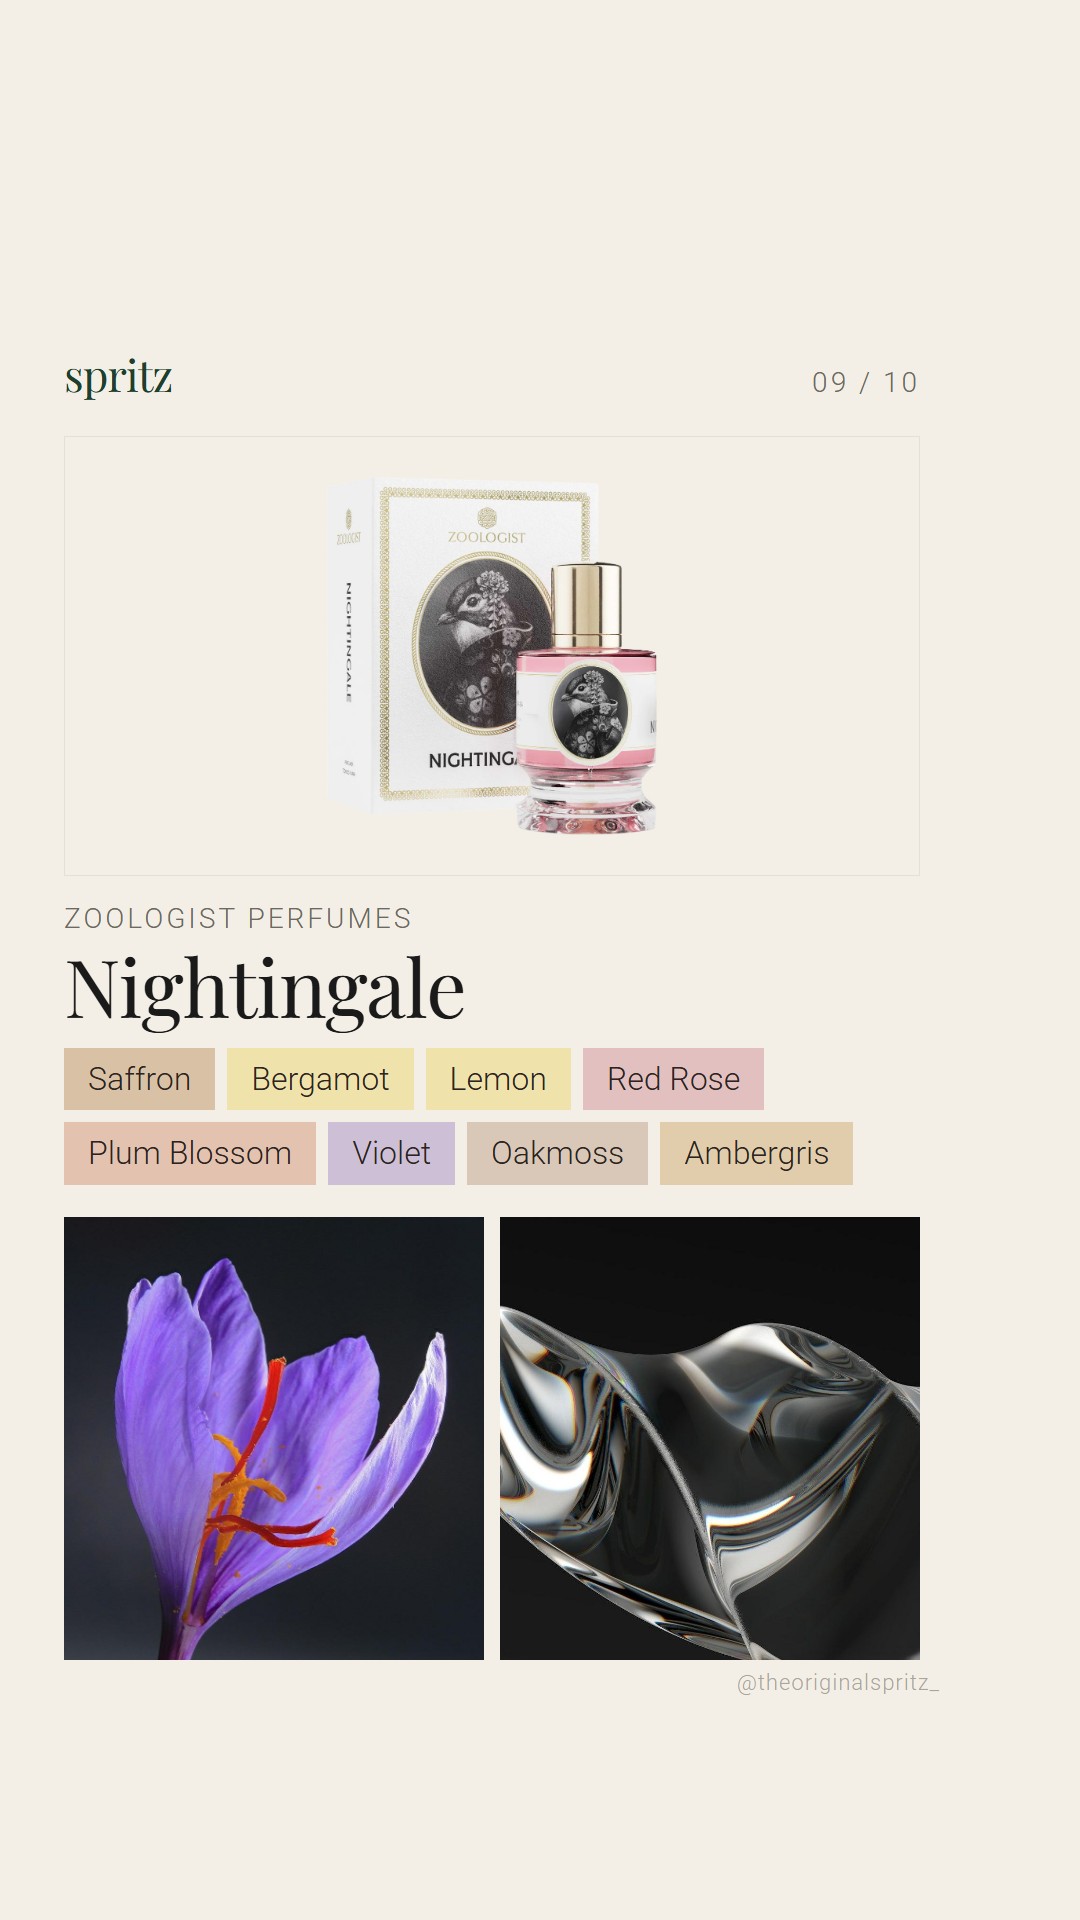 spritz
09 / 10
ZOOLOGIST
ZOOLOGIST
NIGHTINGALE
NIGHTINGA
ZOOLOGIST PERFUMES
Nightingale
Saffron Bergamot Lemon Red Rose
Plum Blossom Violet Oakmoss Ambergris
@theoriginalspritz_